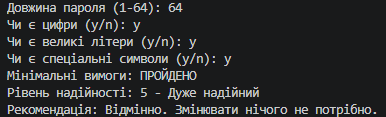 Довжина пароля (1-64): 64
Чи є цифри (y/n): y
Чи є великі літери (y/n): y
Чи є спеціальні символи (y/n): y
Мінімальні вимоги: ПРОЙДЕНО
Рівень надійності: 5 - Дуже надійний
Рекомендація: Відмінно. Змінювати нічого не потрібно.